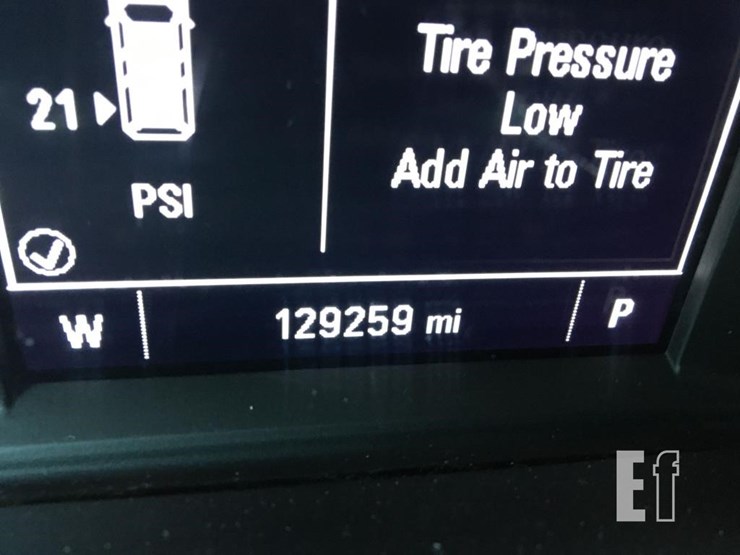 Tire Pressure
Low
Add Air to Tire
21
PSI
W
129259 mi
P
Ef